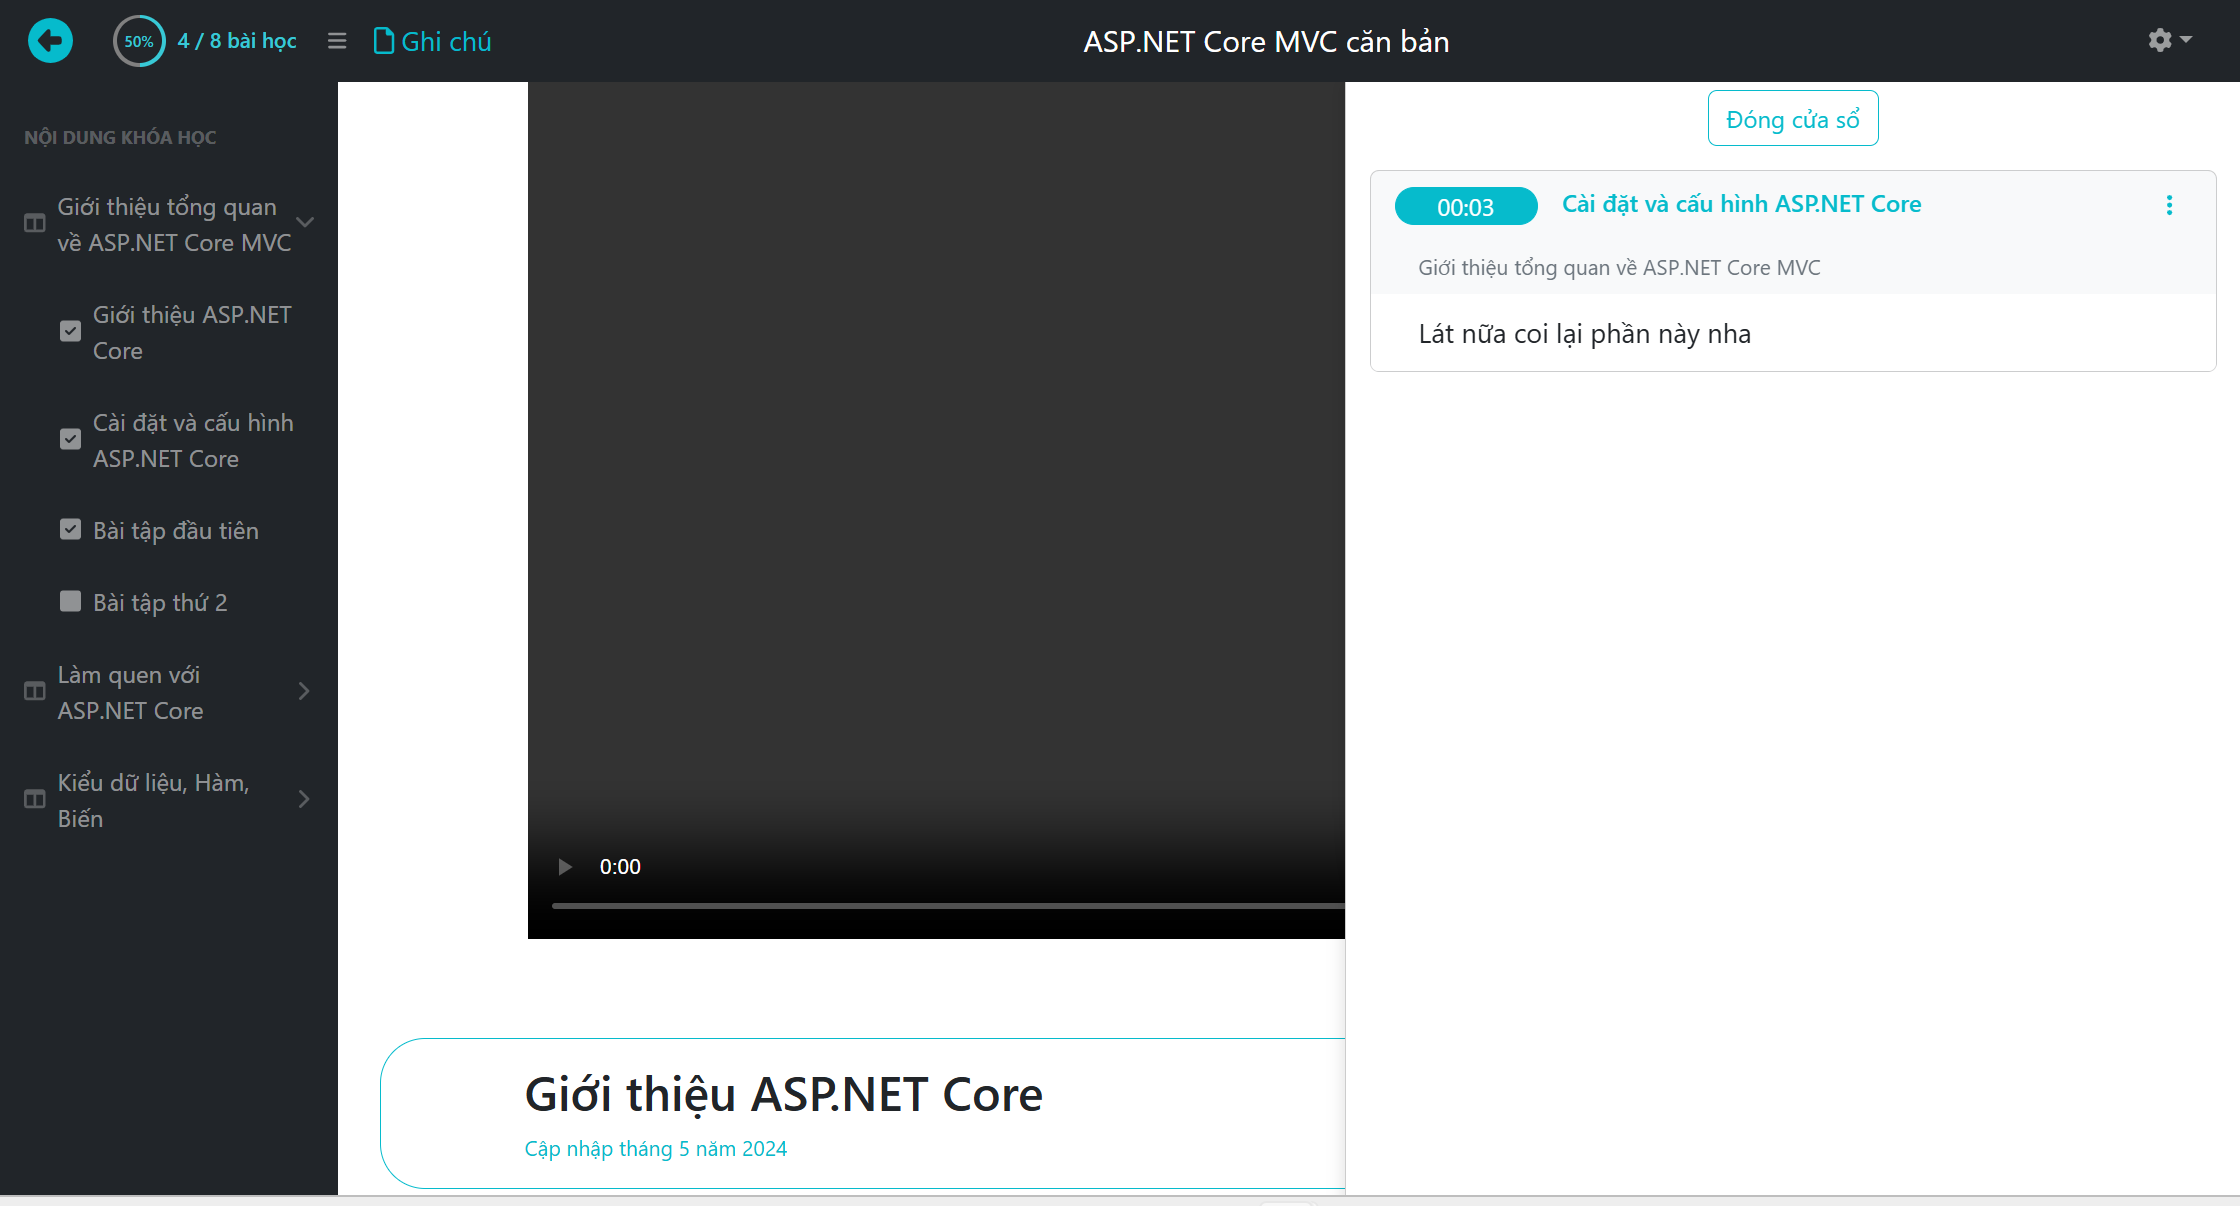 50%
4 / 8 bài học
Ghi chú
ASP.NET Core MVC căn bản
NỘI DUNG KHÓA HỌC
Giới thiệu tổng quan
về ASP.NET Core MVC
Giới thiệu ASP.NET
Core
Cài đặt và cấu hình
ASP.NET Core
Bài tập đầu tiên
Bài tập thứ 2
Làm quen với
ASP.NET Core
Kiểu dữ liệu, Hàm,
Biến
0:00
Giới thiệu ASP.NET Core
Cập nhập tháng 5 năm 2024
Đóng cửa sổ
00:03
Cài đặt và cấu hình ASP.NET Core
Giới thiệu tổng quan về ASP.NET Core MVC
Lát nữa coi lại phần này nha